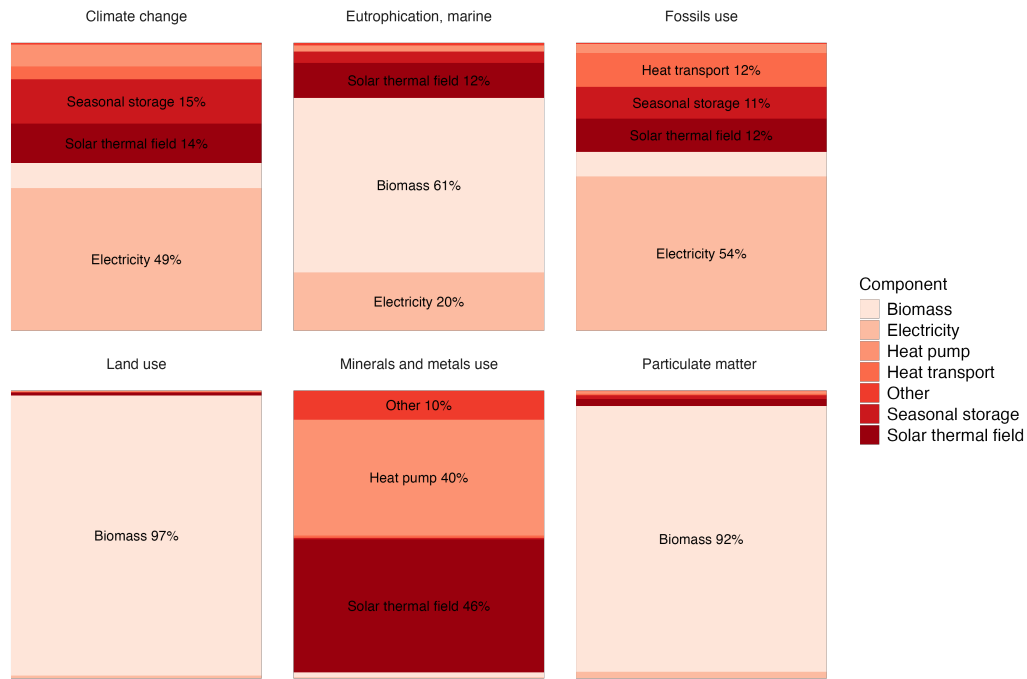 Climate change
Eutrophication, marine
Fossils use
Seasonal storage 15%
Solar thermal field 14%
Electricity 49%
Solar thermal field 12%
Biomass 61%
Electricity 20%
Heat transport 12%
Seasonal storage 11%
Solar thermal field 12%
Electricity 54%
Land use
Minerals and metals use
Particulate matter
Biomass 97%
Other 10%
Heat pump 40%
Solar thermal field 46%
Biomass 92%
Component
Biomass
Electricity
Heat pump
Heat transport
Other
Seasonal storage
Solar thermal field